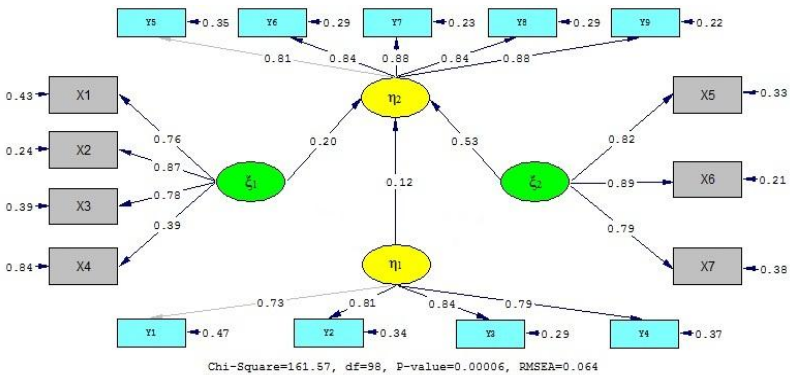 Y5 0.35 Y6 0.29 Y7 0.23 Y8 0.29 Y9 0.22
0.81 0.84 0.88 0.84 0.88
0.43 X1 η2 X5 0.33
0.76 0.20 0.53 0.82
0.24 X2
0.87 ξ1 0.12 ξ2 0.89 X6 0.21
0.39 X3 0.78
0.39 0.79
0.84 X4 η1 X7 0.38
0.73 0.81 0.84 0.79
Y1 0.47 Y2 0.34 Y3 0.29 Y4 0.37
Chi-Square=161.57, df=98, P-value=0.00006, RMSEA=0.064